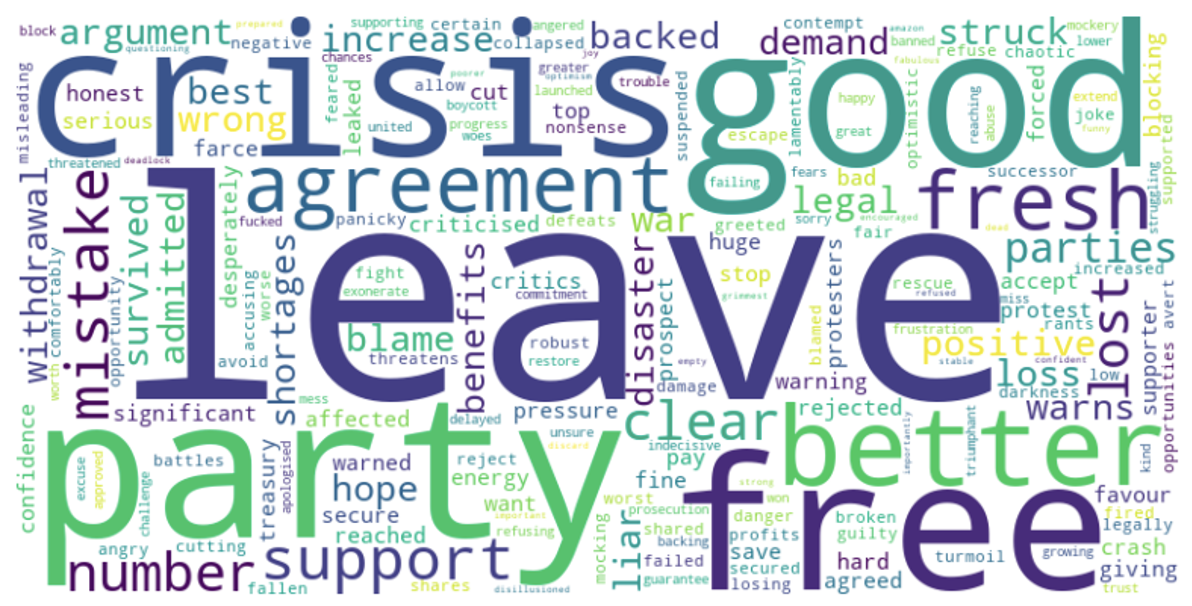 block
argument
questioning
prepared
negative
supporting
certain
increase
collapsed
angered
chances
backed
joy
greater
optimism
demand
contempt
amazon
banned
refuse
struck
mockery
chaotic
lower
crisis
good
misleading
honest
best
serious
wrong
farce
feared
leaked
allow
cut
poorer
boycott
launched
top
trouble
united
progress
woes
nonsense
suspended
escape
lamentably
happy
great
optimistic
fabulous
reaching
abuse
forced
extend
joke
funny
blocking
threatened
deadlock
agreement
failing
fears
bad
legal
successor
fresh
struggling
supported
withdrawal
mistake
survived
admitted
desperately
fucked
panicky
criticised
defeats
war
greeted
sorry
encouraged
fair
dead
parties
leave
comfortably
worth
opportunity
accusing
avoid
worse
shortages
fight
exonerate
blame
threatens
benefits
critics
commitment
robust
restore
disaster
prospect
huge
stop
grimmest
damage
empty
blamed
protesters
warning
rescue
refused
accept
increased
miss
protest
frustration
rants
positive
stable
confident
loss
low
darkness
lost
supporter
opportunities
avert
warns
significant
mess
affected
delayed
pressure
unsure
clear
rejected
importantly
triumphant
better
kind
confidence
party
excuse
approved
challenge
battles
treasury
apologised
warned
hope
secure
reached
reject
energy
want
important
refusing
discard
indecisive
pay
fine
worst
free
strong
won
favour
fired
legally
angry
cutting
number
fallen
support
shares
disillusioned
mocking
liar
prosecution
shared
backing
failed
guarantee
danger
profits
save
secured
losing
broken
guilty
hard
agreed
turmoil
growing
crash
giving
trust